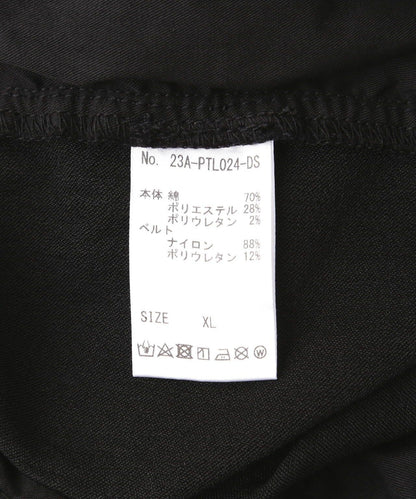 No. 23A-PTL024-DS
本体 綿 70%
ポリエステル 28%
ポリウレタン 2%
ベルト
ナイロン 88%
ポリウレタン 12%
SIZE XL
W